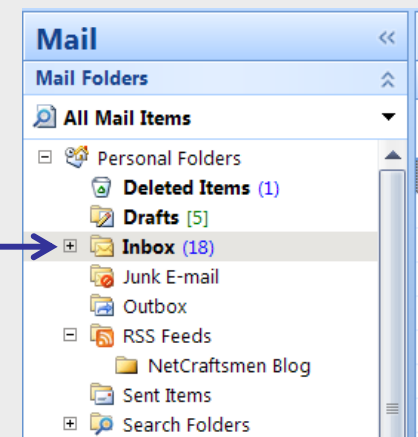 Mail
Mail Folders
All Mail Items
Personal Folders
Deleted Items (1)
Drafts [5]
Inbox (18)
Junk E-mail
Outbox
RSS Feeds
NetCraftsmen Blog
Sent Items
Search Folders